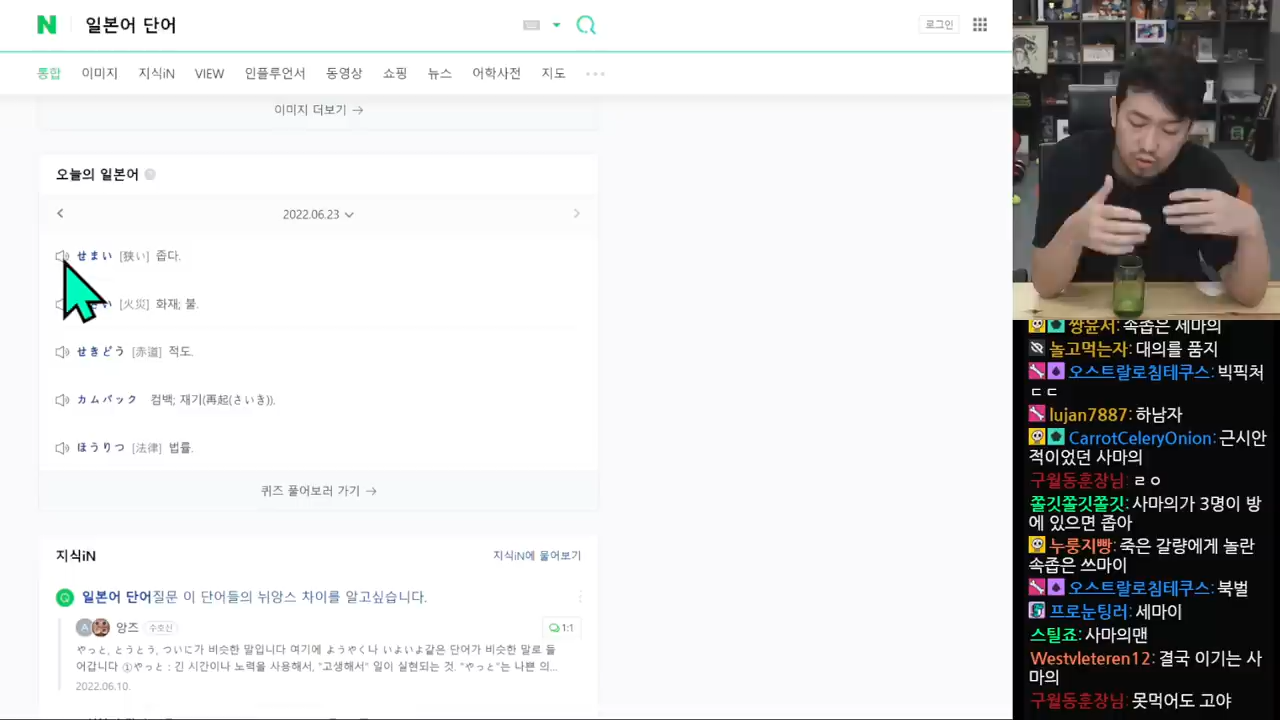 N 일본어 단어
로그인
통합 이미지 지식iN VIEW 인플루언서 동영상 쇼핑 뉴스 어학사전 지도
이미지 더보기 →
오늘의 일본어
2022.06.23
せまい [狭い] 좁다.
い [火災] 화재; 불.
せきどう [赤道] 적도.
カムバック 컴백; 재기(再起(さいき)).
ほうりつ [法律] 법률.
퀴즈 풀어보러 가기 →
지식iN 지식iN에 물어보기
Q 일본어 단어질문 이 단어들의 뉘앙스 차이를 알고싶습니다.
A 앙즈 수호신 1:1
やっと, とうとう, ついに가 비슷한 말입니다 여기에 ようやくや いよいよ같은 단어가 비슷한 말로 들
어갑니다 ①やっと : 긴 시간이나 노력을 사용해서, "고생해서" 일이 실현되는 것. "やっと"는 나쁜 의...
2022.06.10.
쌍윤서: 속좁은 세마의
놀고먹는자: 대의를 품지
오스트랄로침테쿠스: 빅픽처
ㄷㄷ
lujan7887: 하남자
CarrotCeleryOnion: 근시안
적이었던 사마의
구월동훈장님: ㄹㅇ
쫄깃쫄깃쫄깃: 사마의가 3명이 방
에 있으면 좁아
누룽지빵: 죽은 갈량에게 놀란
속좁은 쓰마이
오스트랄로침테쿠스: 북벌
프로눈팅러: 세마이
스틸죠: 사마의맨
Westvleteren12: 결국 이기는 사
마의
구월동훈장님: 못먹어도 고야